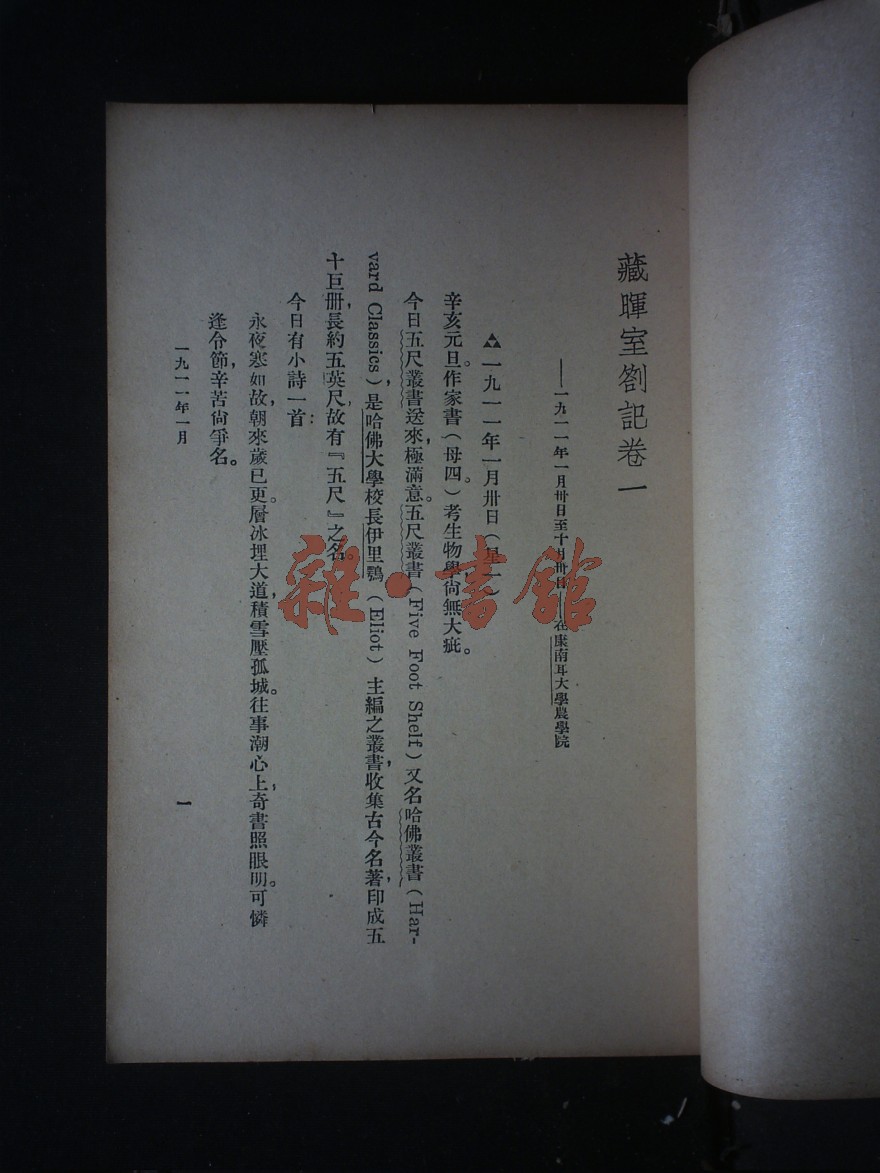 藏暉室劄記卷一
——一九一一年一月卅日至十月卅日——在康南耳大學農學院
一九一一年一月卅日(星一)
辛亥元旦。作家書(母四)。考生物學,尙無大疵。
今日五尺叢書送來,極滿意。五尺叢書(Five Foot Shelf)又名哈佛叢書(Har-
vard Classics),是哈佛大學校長伊里鶚(Eliot)主編之叢書,收集古今名著,印成五
十巨册,長約五英尺,故有『五尺』之名。
今日有小詩一首:
永夜寒如故,朝來歲已更。層冰埋大道,積雪壓孤城。往事潮心上,奇書照眼明。可憐
逢令節,辛苦尙爭名。
一九一一年一月
一
雜·書館